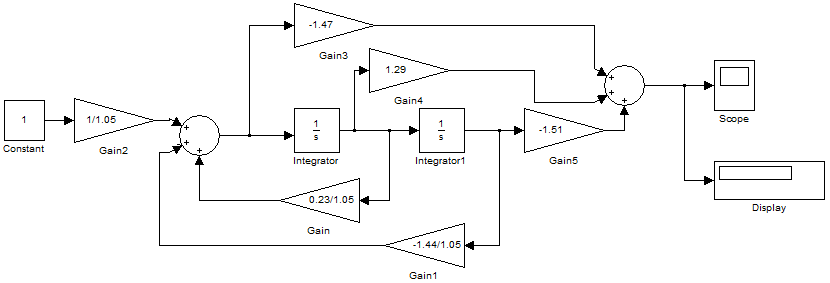 -1.47
Gain3
1.29
Gain4
+
+
+
Scope
1
Constant
1/1.05
Gain2
+
+
+
1
s
Integrator
1
s
Integrator1
-1.51
Gain5
Display
0.23/1.05
Gain
-1.44/1.05
Gain1